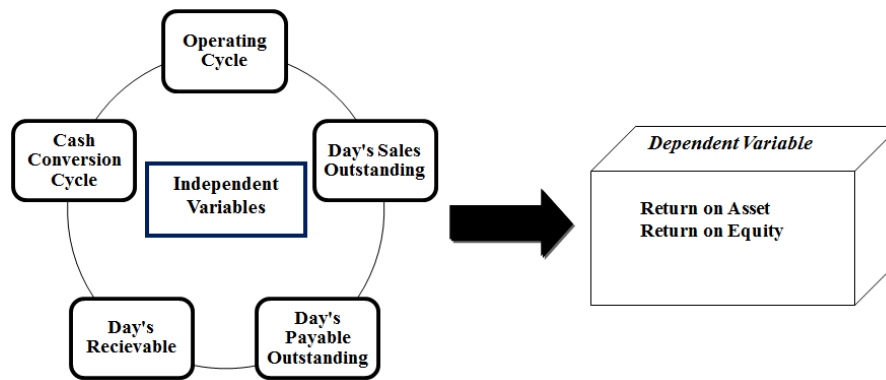 Operating
Cycle
Cash
Conversion
Cycle
Day's Sales
Outstanding
Independent
Variables
Day's
Recievable
Day's
Payable
Outstanding
Dependent Variable
Return on Asset
Return on Equity